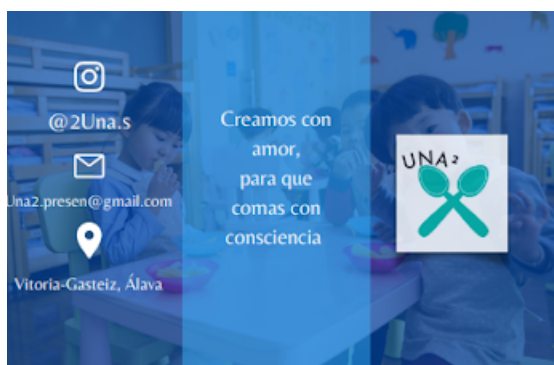 @2Una.s
Una2.presen@gmail.com
Vitoria-Gasteiz, Álava
Creamos con
amor,
para que
comas con
consciencia
UNA²